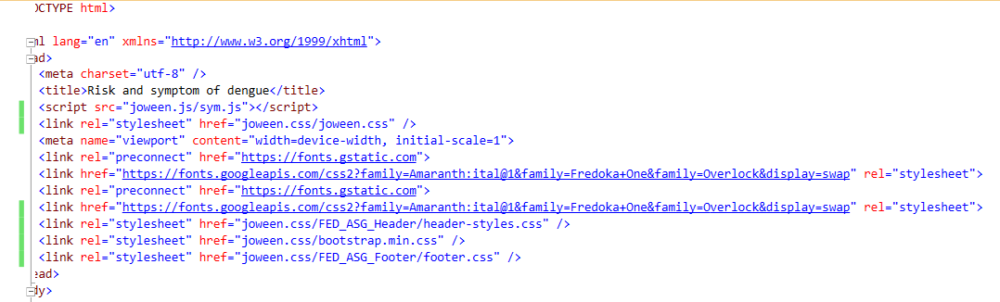 OCTYPE html>
ml lang="en" xmlns="http://www.w3.org/1999/xhtml">
ad>
<meta charset="utf-8" />
<title>Risk and symptom of dengue</title>
<script src="joween.js/sym.js"></script>
<link rel="stylesheet" href="joween.css/joween.css" />
<meta name="viewport" content="width=device-width, initial-scale=1">
<link rel="preconnect" href="https://fonts.gstatic.com">
<link href="https://fonts.googleapis.com/css2?family=Amaranth:ital@1&family=Fredoka+One&family=Overlock&display=swap" rel="stylesheet">
<link rel="preconnect" href="https://fonts.gstatic.com">
<link href="https://fonts.googleapis.com/css2?family=Amaranth:ital@1&family=Fredoka+One&family=Overlock&display=swap" rel="stylesheet">
<link rel="stylesheet" href="joween.css/FED_ASG_Header/header-styles.css" />
<link rel="stylesheet" href="joween.css/bootstrap.min.css" />
<link rel="stylesheet" href="joween.css/FED_ASG_Footer/footer.css" />
ead>
dy>